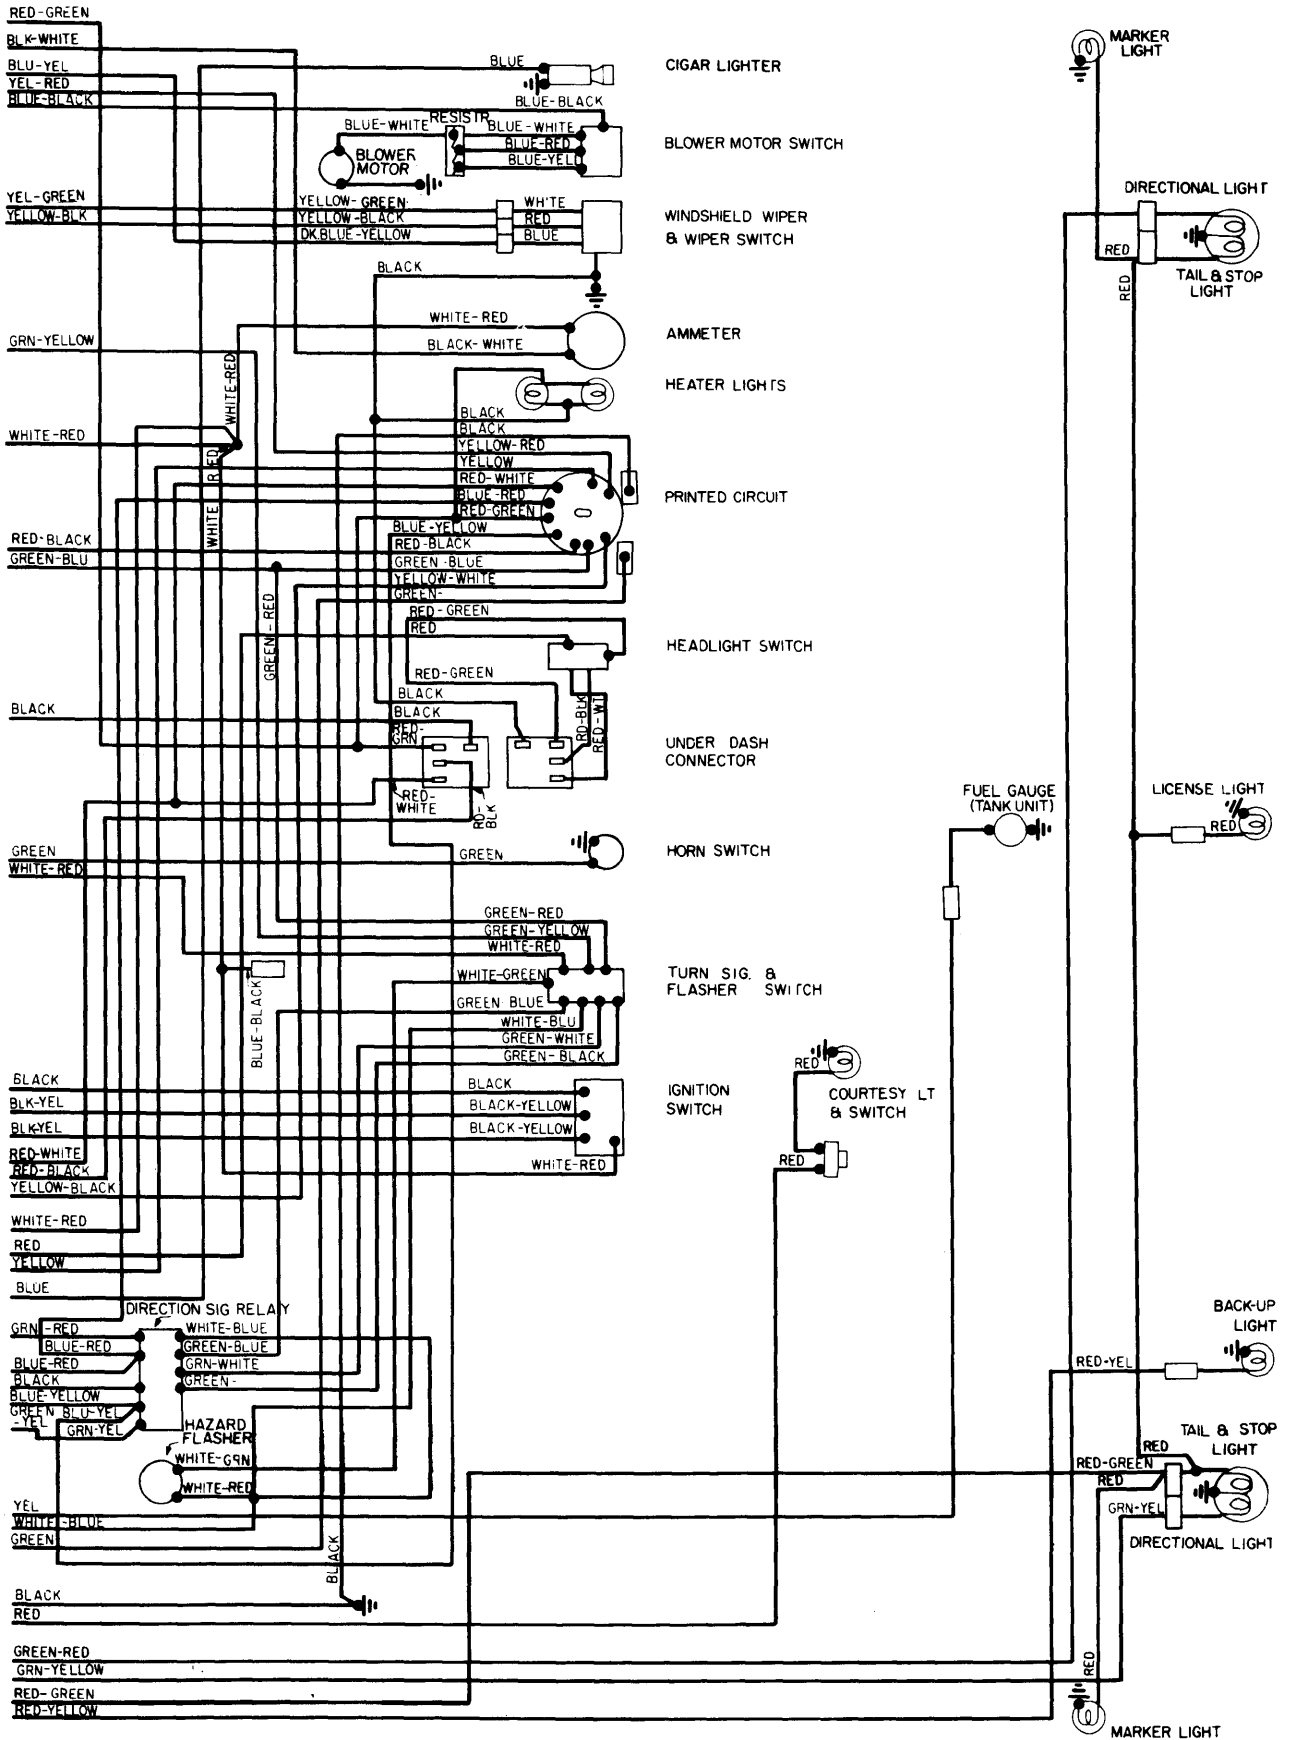 RED-GREEN
BLK-WHITE
BLU-YEL
YEL-RED
BLUE-BLACK
BLUE
CIGAR LIGHTER
MARKER
LIGHT
BLUE-BLACK
RESISTR
BLUE-WHITE
BLUE-WHITE
BLUE-RED
BLUE-YEL
BLOWER
MOTOR
BLOWER MOTOR SWITCH
DIRECTIONAL LIGHT
YEL-GREEN
YELLOW-BLK
YELLOW-GREEN
YELLOW-BLACK
DK.BLUE-YELLOW
WHITE
RED
BLUE
WINDSHIELD WIPER
& WIPER SWITCH
RED
RED
TAIL & STOP
LIGHT
BLACK
WHITE-RED
BLACK-WHITE
AMMETER
GRN-YELLOW
WHITE-RED
HEATER LIGHTS
WHITE-RED
WHITE RED
BLACK
BLACK
YELLOW-RED
YELLOW
RED-WHITE
BLUE-RED
RED-GREEN
BLUE-YELLOW
RED-BLACK
GREEN-BLUE
YELLOW-WHITE
GREEN-
PRINTED CIRCUIT
RED-BLACK
GREEN-BLU
GREEN-RED
RED-GREEN
RED
HEADLIGHT SWITCH
RED-GREEN
BLACK
BLACK
BLACK
RED-
GRN
RD-BLK
RED-WT
UNDER DASH
CONNECTOR
RED-
WHITE
RD-
BLK
FUEL GAUGE
(TANK UNIT)
LICENSE LIGHT
RED
GREEN
WHITE-RED
GREEN
HORN SWITCH
GREEN-RED
GREEN-YELLOW
WHITE-RED
WHITE-GREEN
GREEN BLUE
WHITE-BLU
GREEN-WHITE
GREEN-BLACK
TURN SIG. &
FLASHER SWITCH
BLUE-BLACK
RED
COURTESY LT
& SWITCH
RED
BLACK
BLK-YEL
BLK-YEL
RED-WHITE
RED-BLACK
YELLOW-BLACK
BLACK
BLACK-YELLOW
BLACK-YELLOW
WHITE-RED
IGNITION
SWITCH
WHITE-RED
RED
YELLOW
BLUE
DIRECTION SIG RELAY
GRN-RED
BLUE-RED
BLUE-RED
BLACK
BLUE-YELLOW
GREEN
-YEL
BLU-YEL
GRN-YEL
WHITE-BLUE
GREEN-BLUE
GRN-WHITE
GREEN-
HAZARD
FLASHER
WHITE-GRN
WHITE-RED
BACK-UP
LIGHT
RED-YEL
TAIL & STOP
LIGHT
RED
RED-GREEN
RED
GRN-YEL
DIRECTIONAL LIGHT
YEL
WHITE-BLUE
GREEN
BLACK
BLACK
RED
GREEN-RED
GRN-YELLOW
RED-GREEN
RED-YELLOW
RED
MARKER LIGHT